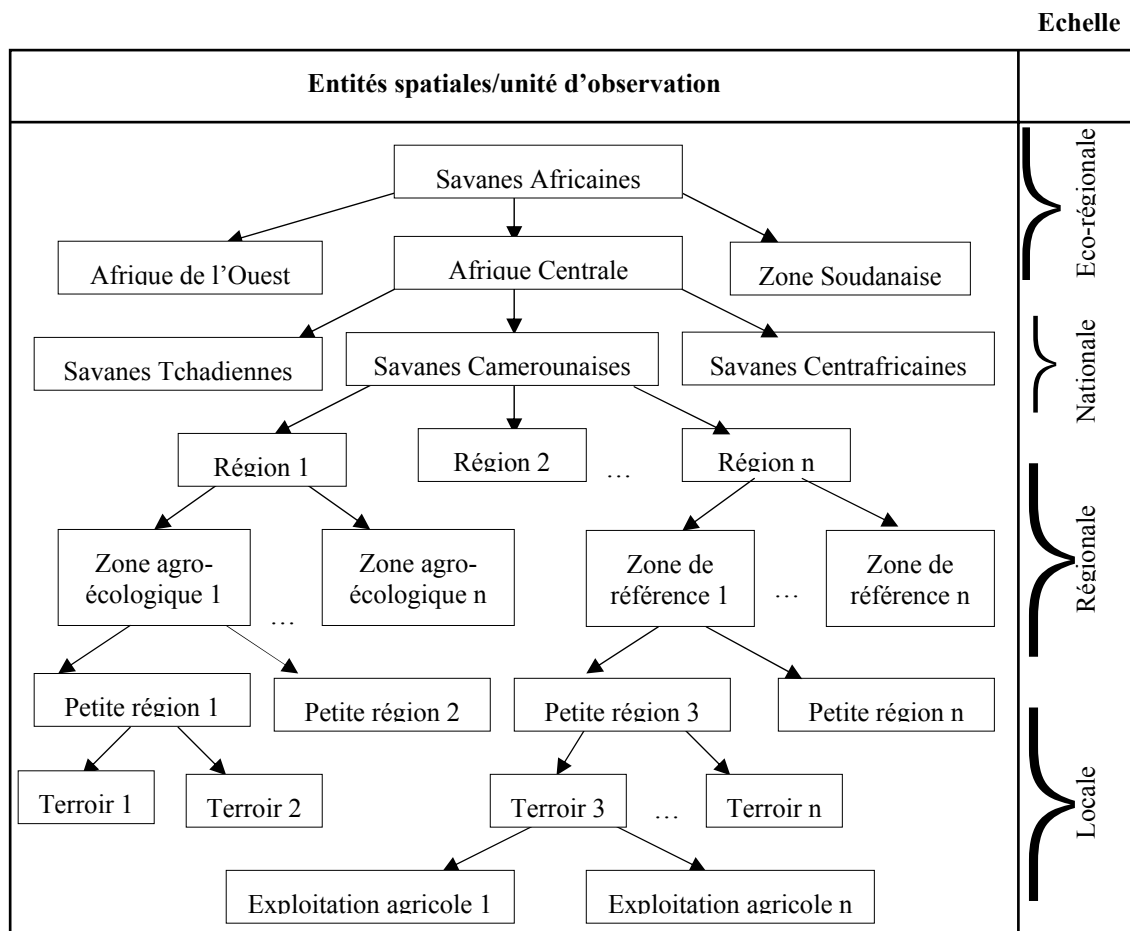 Echelle
Entités spatiales/unité d'observation
Savanes Africaines
Afrique de l'Ouest
Afrique Centrale
Zone Soudanaise
Eco-régionale
Savanes Tchadiennes
Savanes Camerounaises
Savanes Centrafricaines
Nationale
Région 1
Région 2
…
Région n
Zone agro-
écologique 1
…
Zone agro-
écologique n
Zone de
référence 1
…
Zone de
référence n
Régionale
Petite région 1
Petite région 2
Petite région 3
Petite région n
Terroir 1
Terroir 2
Terroir 3
…
Terroir n
Locale
Exploitation agricole 1
Exploitation agricole n